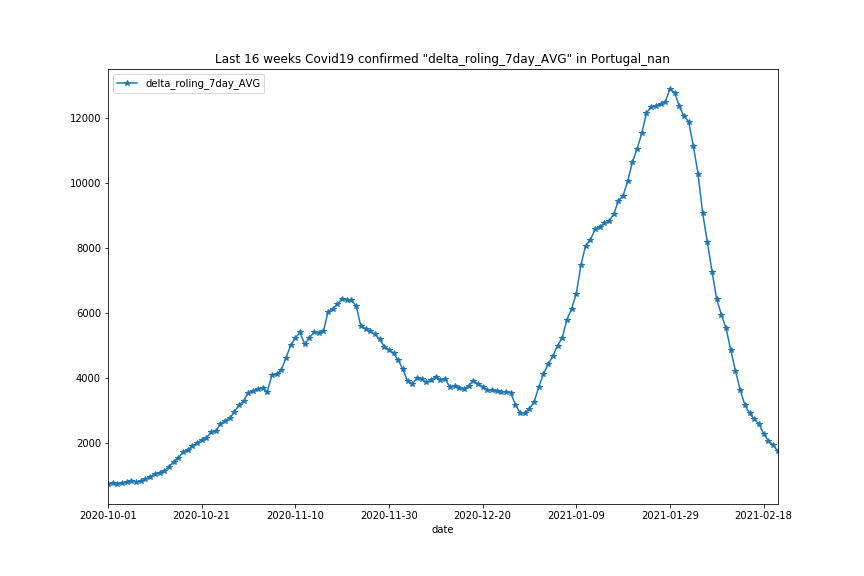 Last 16 weeks Covid19 confirmed "delta_roling_7day_AVG" in Portugal_nan
delta_roling_7day_AVG
12000
10000
8000
6000
4000
2000
2020-10-01 2020-10-21 2020-11-10 2020-11-30 2020-12-20 2021-01-09 2021-01-29 2021-02-18
date